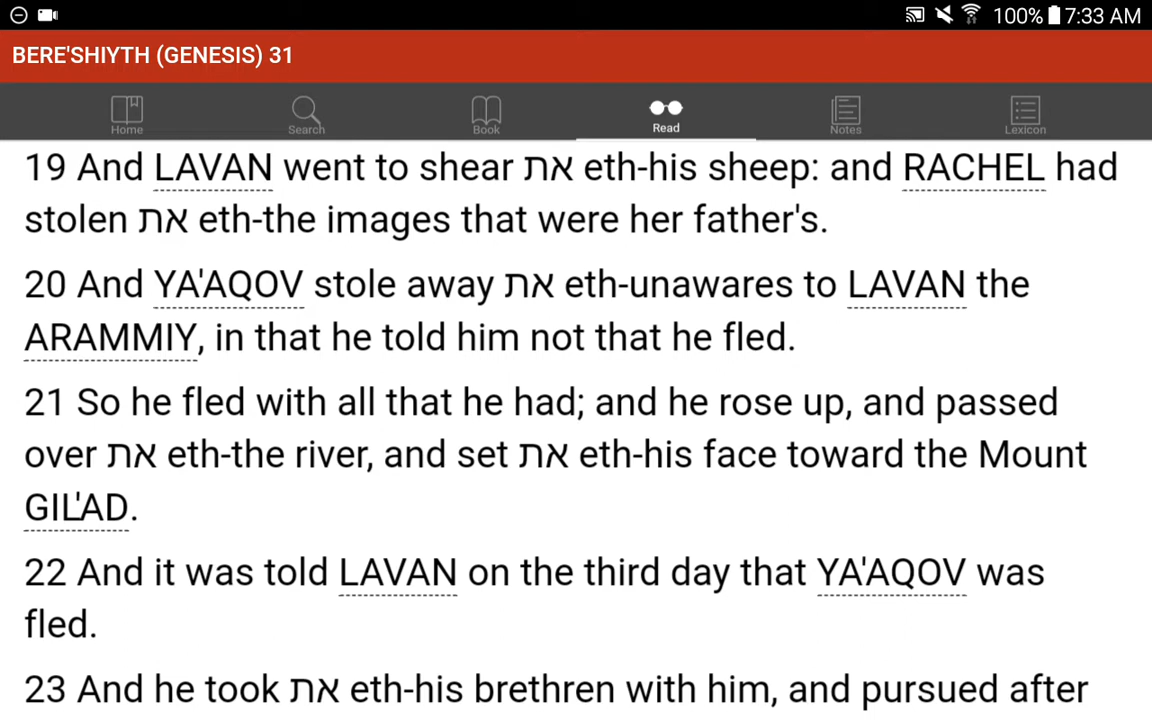 100% 7:33 AM
BERE'SHIYTH (GENESIS) 31
Home Search Book Read Notes Lexicon
19 And LAVAN went to shear את eth-his sheep: and RACHEL had
stolen את eth-the images that were her father's.
20 And YA'AQOV stole away את eth-unawares to LAVAN the
ARAMMIY, in that he told him not that he fled.
21 So he fled with all that he had; and he rose up, and passed
over את eth-the river, and set את eth-his face toward the Mount
GIL'AD.
22 And it was told LAVAN on the third day that YA'AQOV was
fled.
23 And he took את eth-his brethren with him, and pursued after